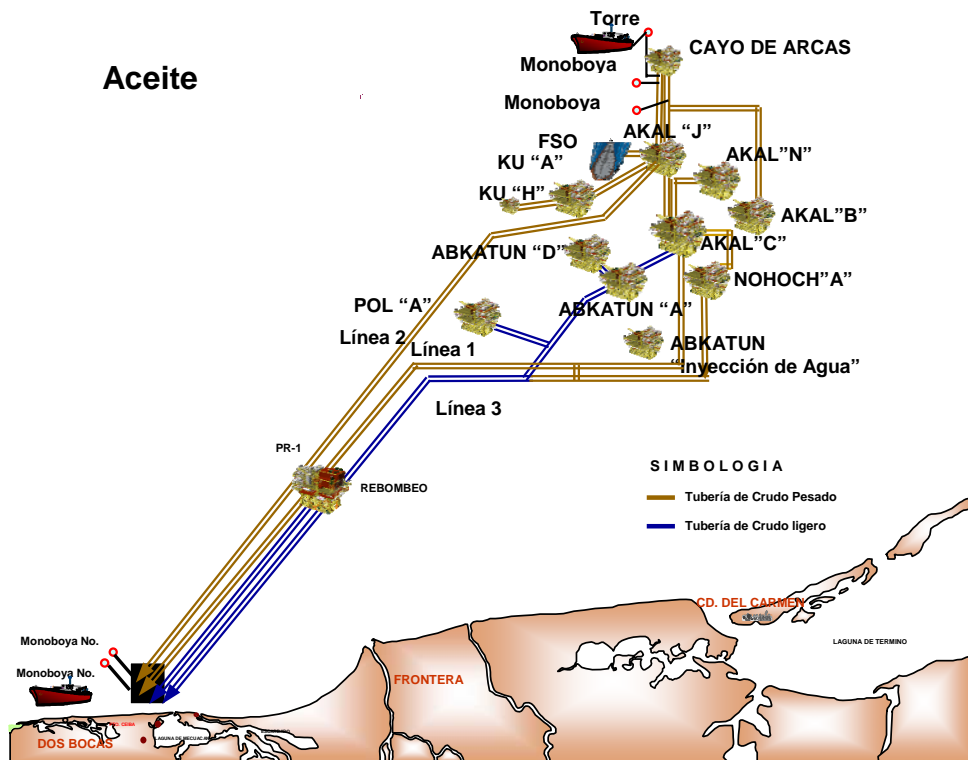 Torre
CAYO DE ARCAS
Aceite
Monoboya
Monoboya
AKAL “J”
FSO
KU “A”
AKAL”N”
KU “H”
AKAL”B”
AKAL”C”
ABKATUN “D”
NOHOCH”A”
POL “A”
ABKATUN “A”
Línea 2
Línea 1
ABKATUN
“Inyección de Agua”
Línea 3
PR-1
REBOMBEO
S I M B O L O G I A
Tubería de Crudo Pesado
Tubería de Crudo ligero
CD. DEL CARMEN
LAGUNA DE TERMINO
Monoboya No.
Monoboya No.
FRONTERA
DOS BOCAS